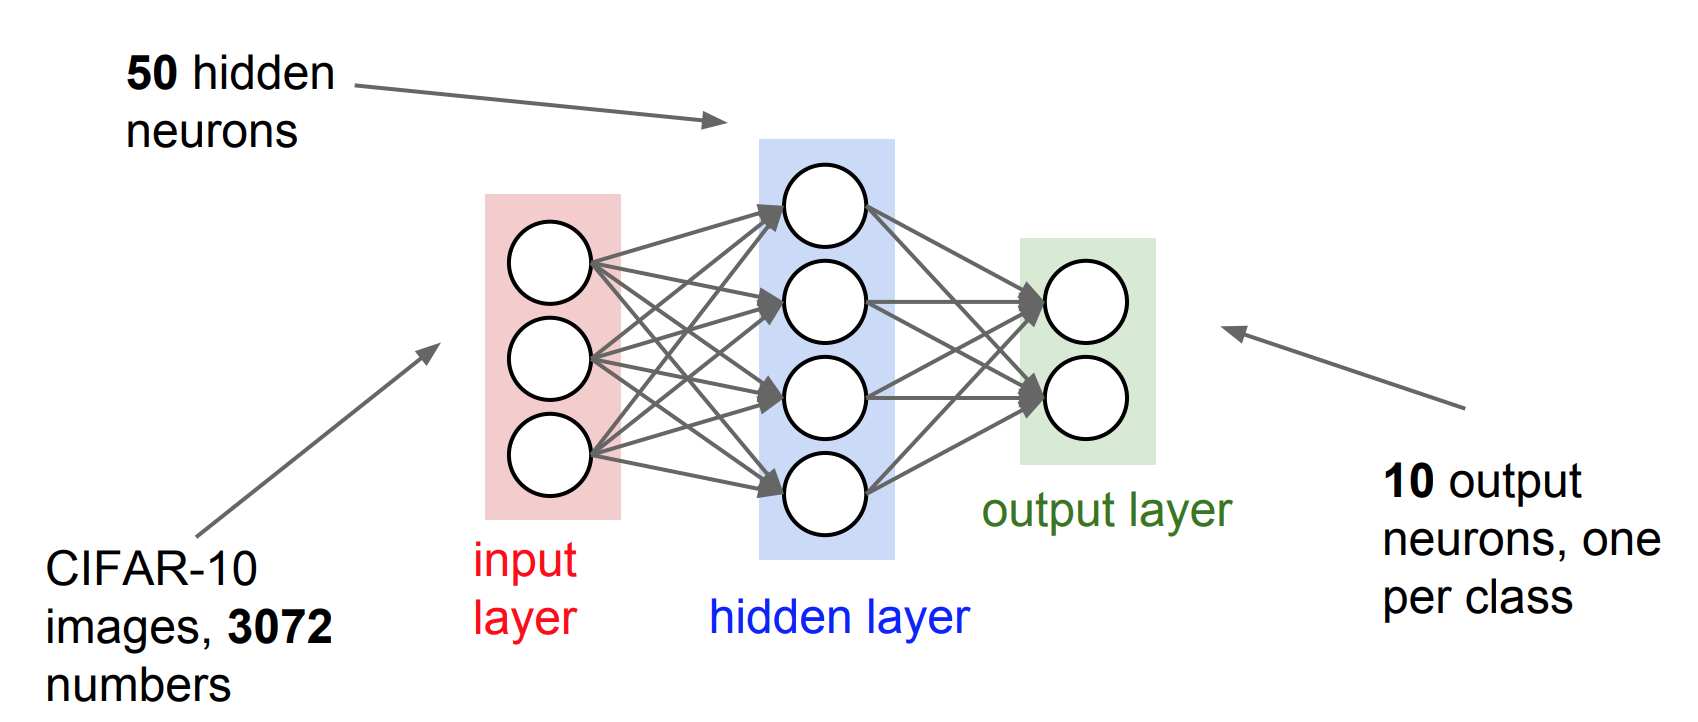 50 hidden
neurons
CIFAR-10
images, 3072
numbers
input
layer
hidden layer
output layer
10 output
neurons, one
per class